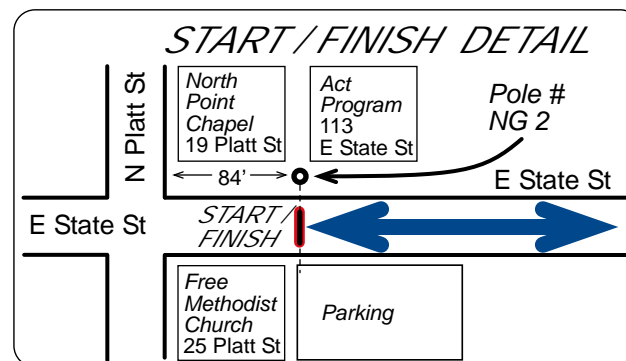 START / FINISH DETAIL
N Platt St
North
Point
Chapel
19 Platt St
Act
Program
113
E State St
Pole #
NG 2
84’
E State St
E State St
START /
FINISH
Free
Methodist
Church
25 Platt St
Parking